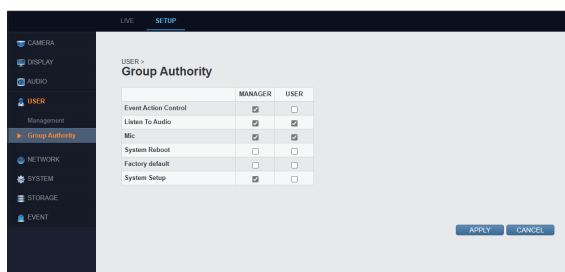 LIVE SETUP
CAMERA
DISPLAY
AUDIO
USER
Management
Group Authority
NETWORK
SYSTEM
STORAGE
EVENT
USER >
Group Authority
MANAGER USER
Event Action Control
Listen To Audio
Mic
System Reboot
Factory default
System Setup
APPLY CANCEL